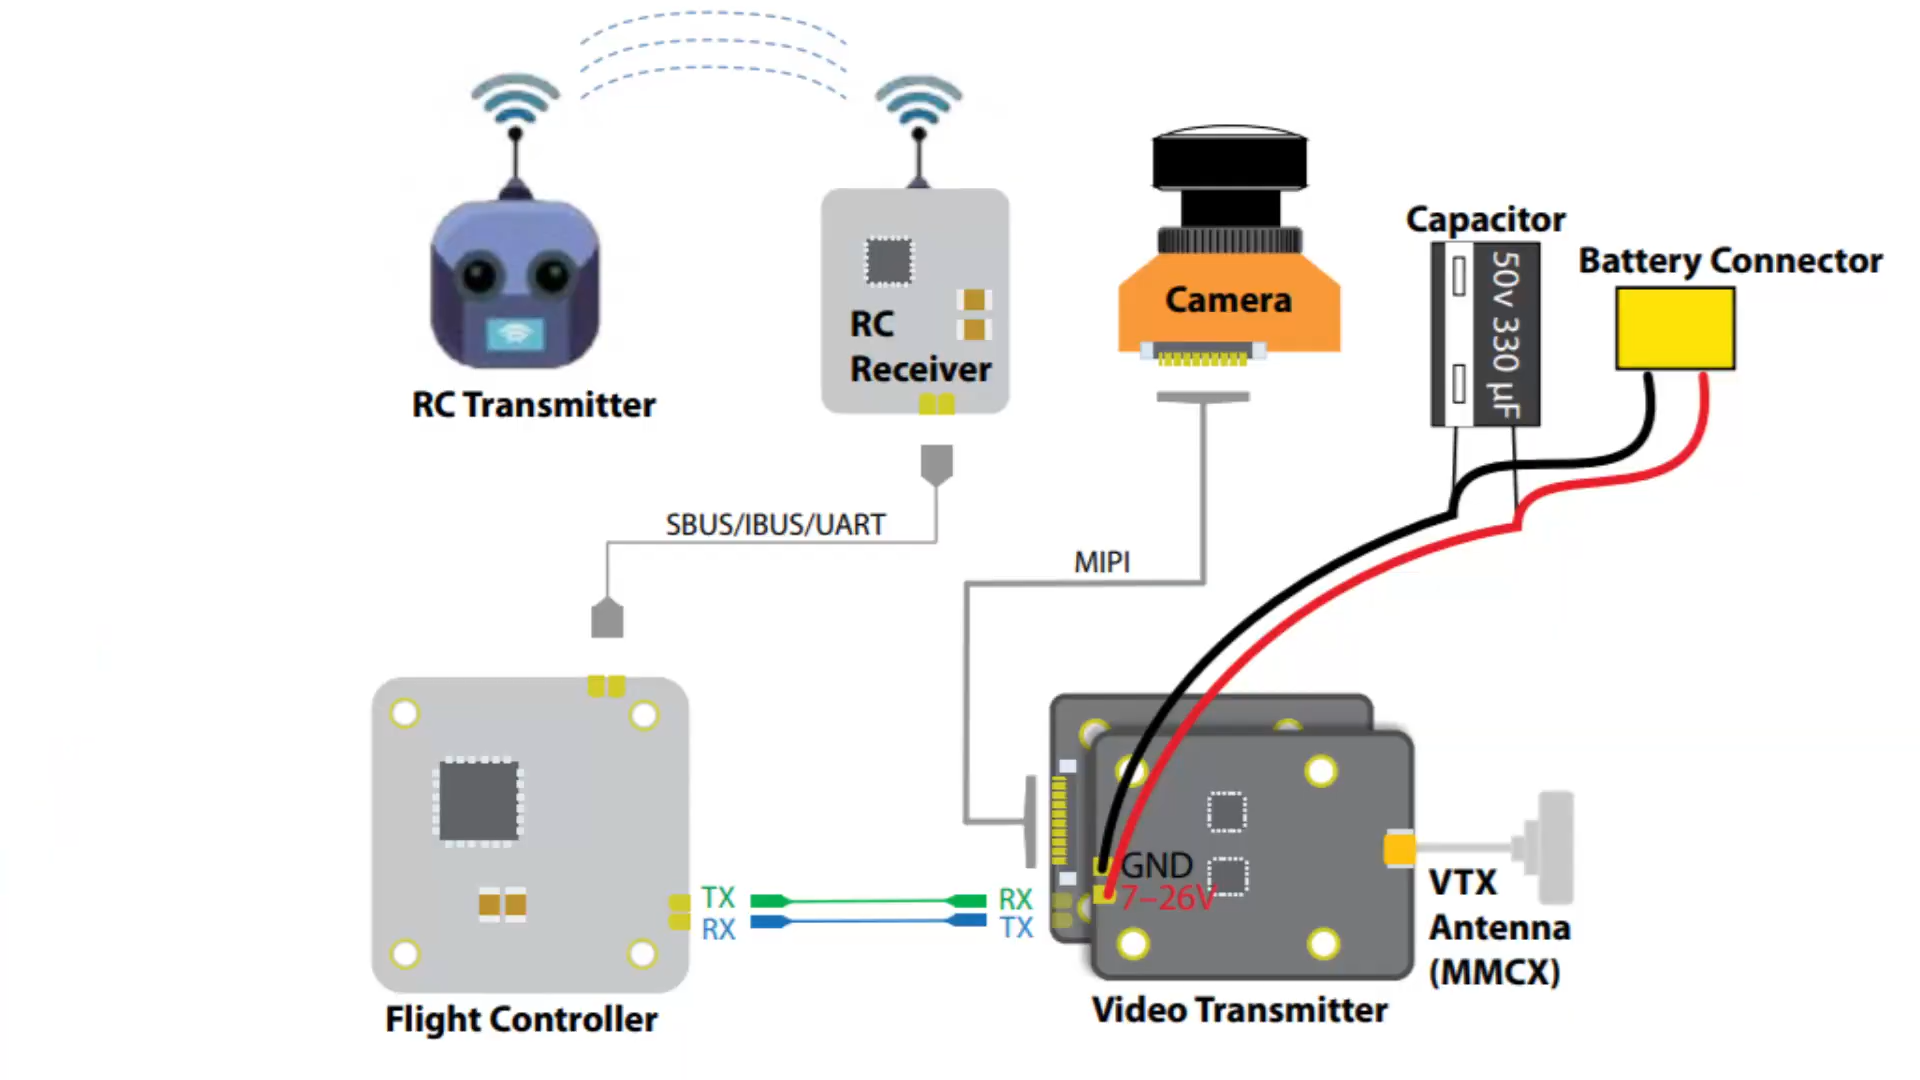 Capacitor
50v 330 µF
Battery Connector
Camera
RC
Receiver
RC Transmitter
SBUS/IBUS/UART
MIPI
GND
7–26V
TX
RX
RX
TX
VTX
Antenna
(MMCX)
Video Transmitter
Flight Controller